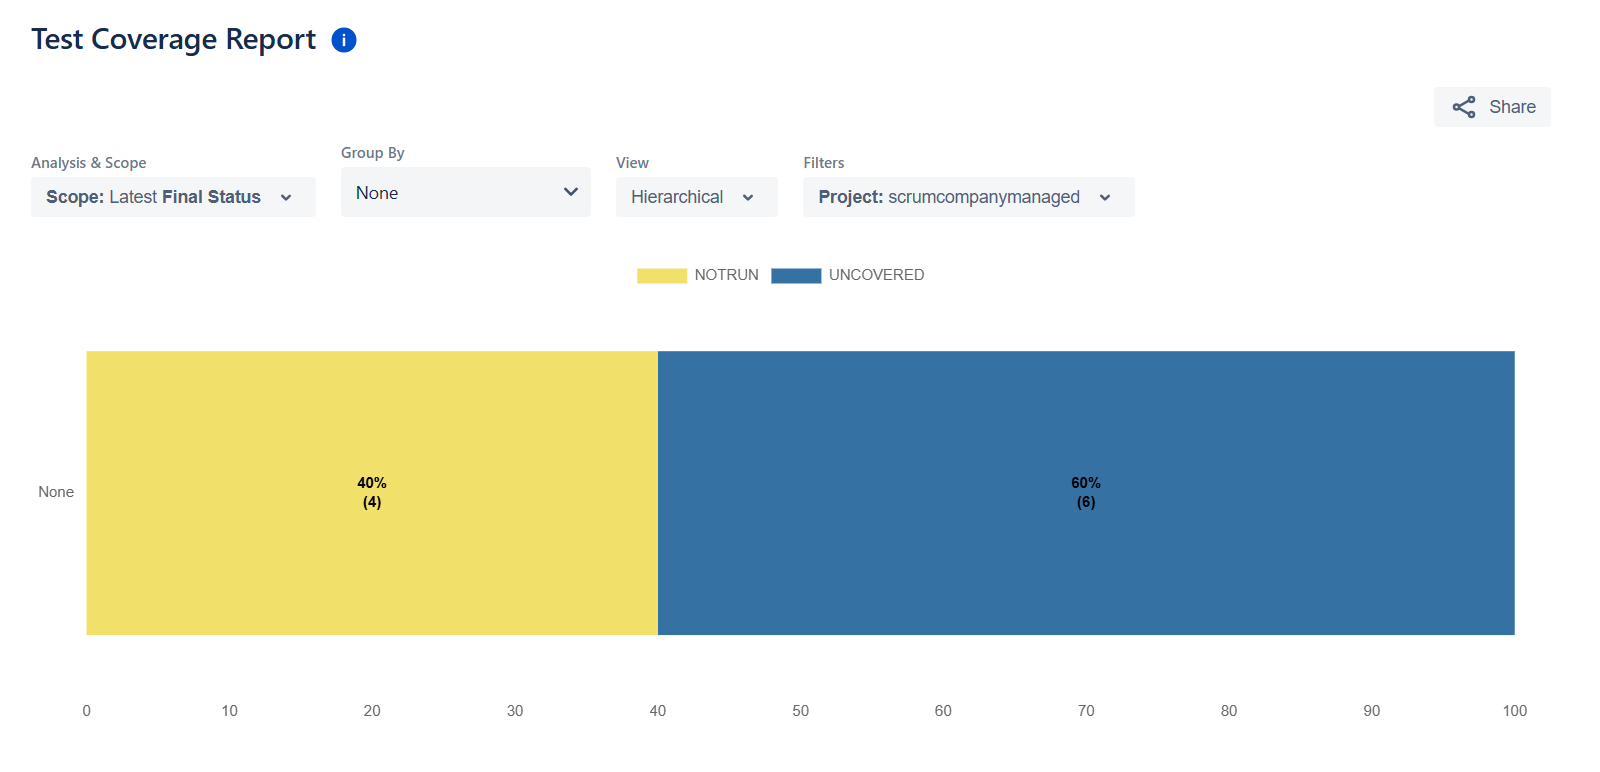 Test Coverage Report
Share
Analysis & Scope
Group By
View
Filters
Scope: Latest Final Status
None
Hierarchical
Project: scrumcompanymanaged
NOTRUN
UNCOVERED
40%
(4)
60%
(6)
None
0 10 20 30 40 50 60 70 80 90 100